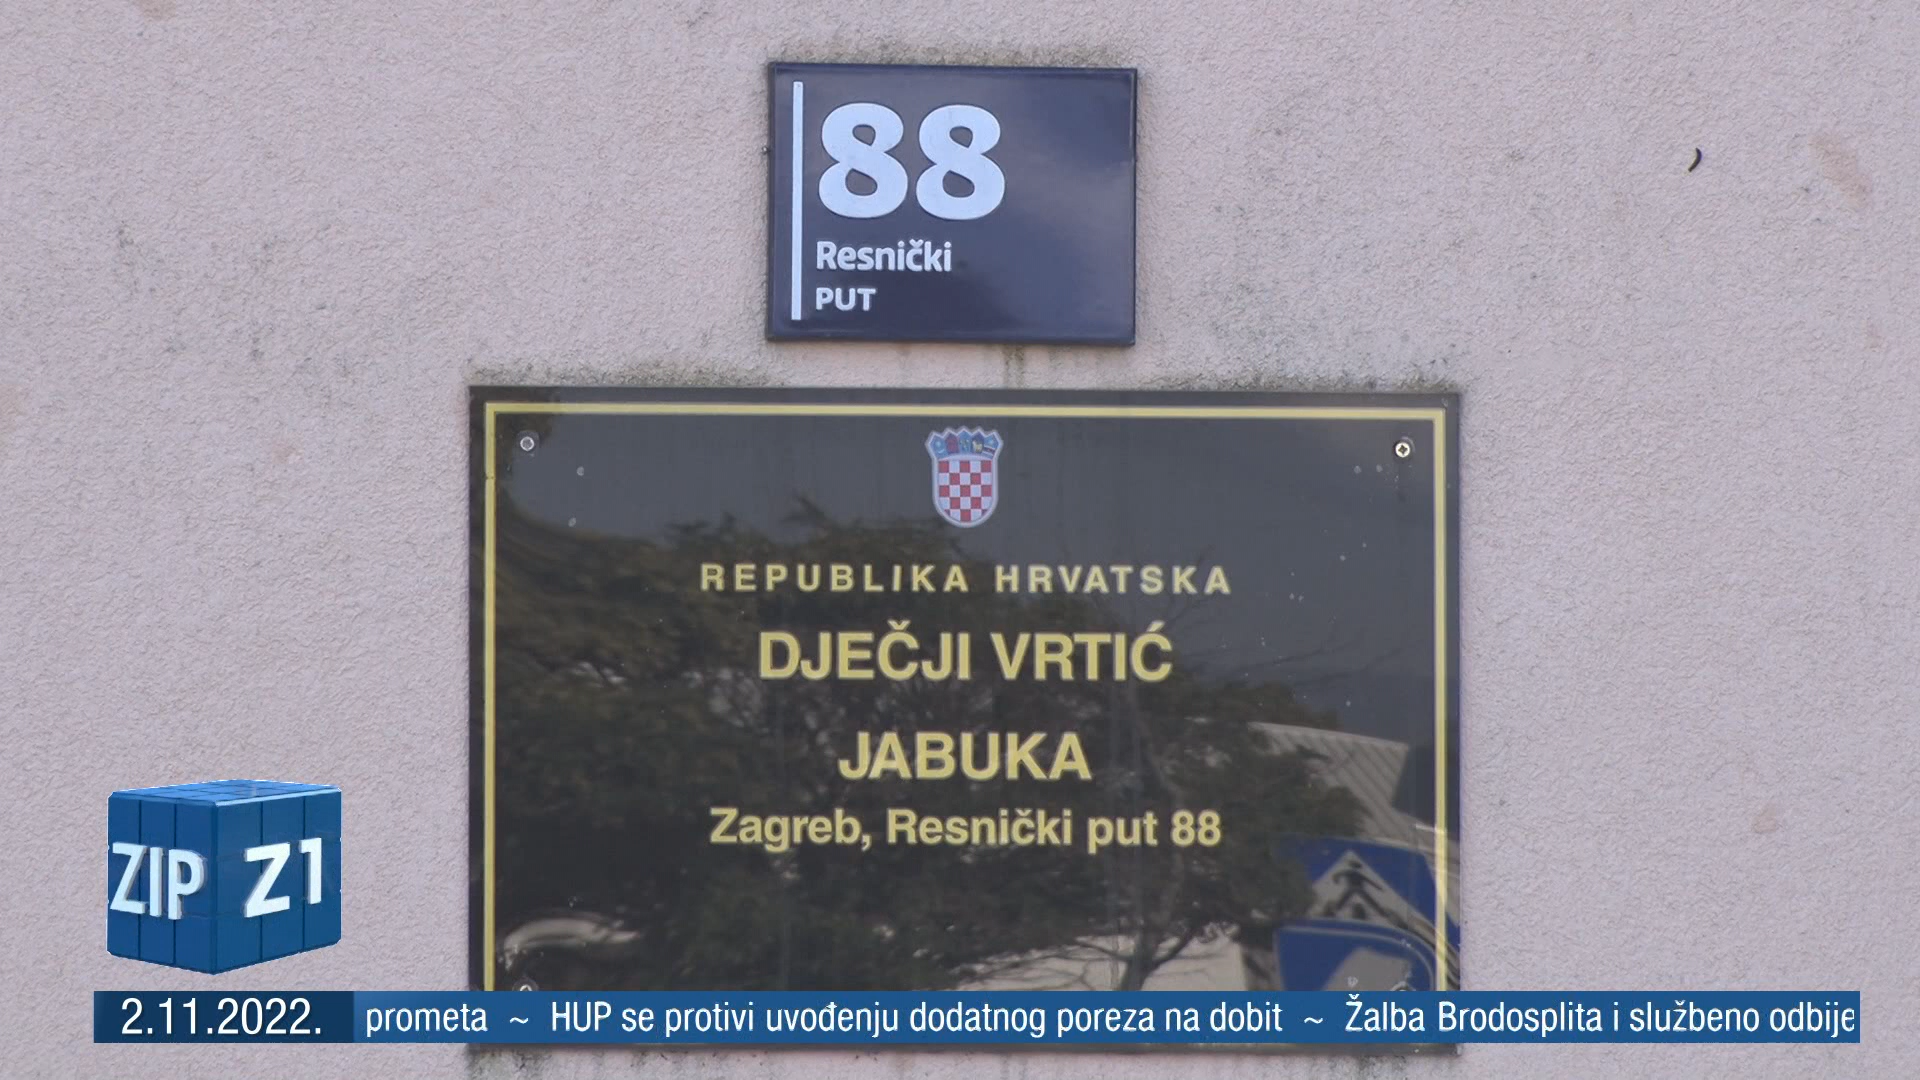 88
Resnički
PUT
REPUBLIKA HRVATSKA
DJEČJI VRTIĆ
JABUKA
Zagreb, Resnički put 88
ZIP Z1
2.11.2022. prometa ~ HUP se protivi uvođenju dodatnog poreza na dobit ~ Žalba Brodosplita i službeno odbije